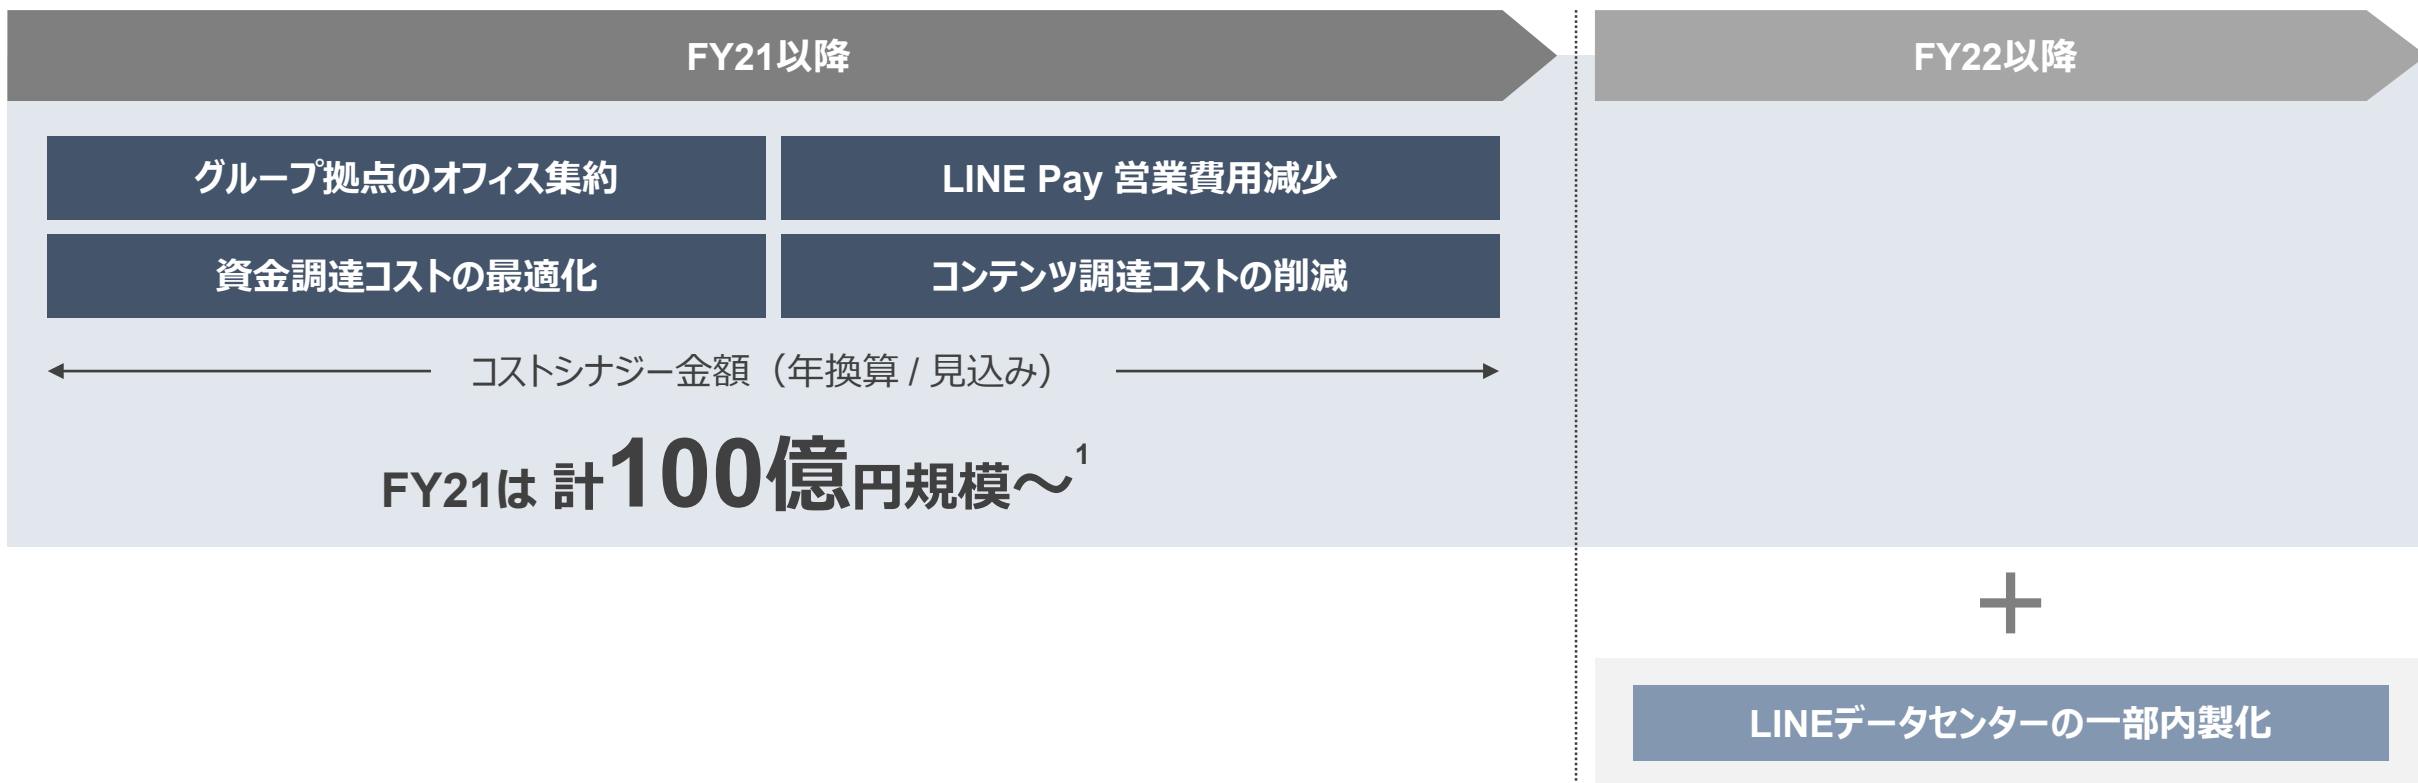 FY21以降
FY22以降
グループ拠点のオフィス集約
LINE Pay 営業費用減少
資金調達コストの最適化
コンテンツ調達コストの削減
コストシナジー金額（年換算 / 見込み）
FY21は 計100億円規模～1
+
LINEデータセンターの一部内製化